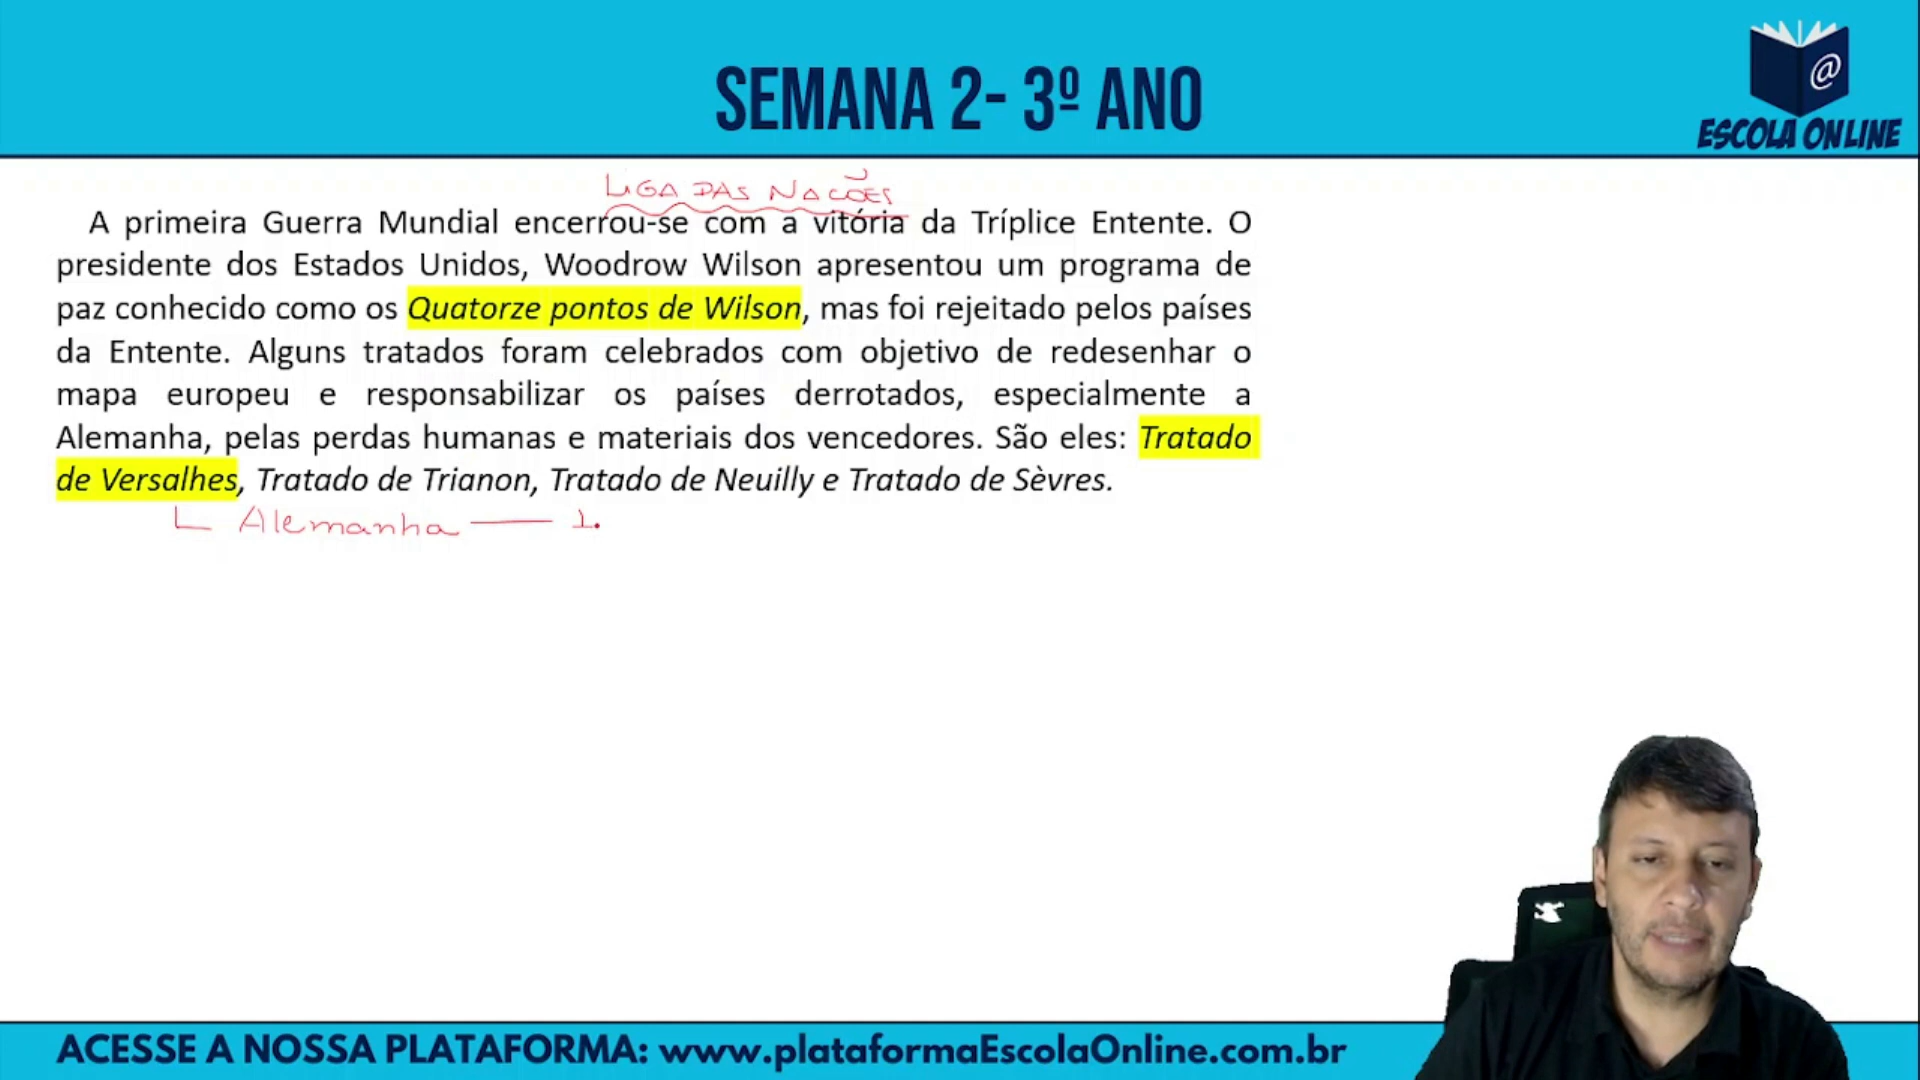 SEMANA 2- 3º ANO
@
ESCOLA ONLINE
LIGA DAS NAÇÕES
A primeira Guerra Mundial encerrou-se com a vitória da Tríplice Entente. O
presidente dos Estados Unidos, Woodrow Wilson apresentou um programa de
paz conhecido como os Quatorze pontos de Wilson, mas foi rejeitado pelos países
da Entente. Alguns tratados foram celebrados com objetivo de redesenhar o
mapa europeu e responsabilizar os países derrotados, especialmente a
Alemanha, pelas perdas humanas e materiais dos vencedores. São eles: Tratado
de Versalhes, Tratado de Trianon, Tratado de Neuilly e Tratado de Sèvres.
Alemanha — 1.
ACESSE A NOSSA PLATAFORMA: www.plataformaEscolaOnline.com.br